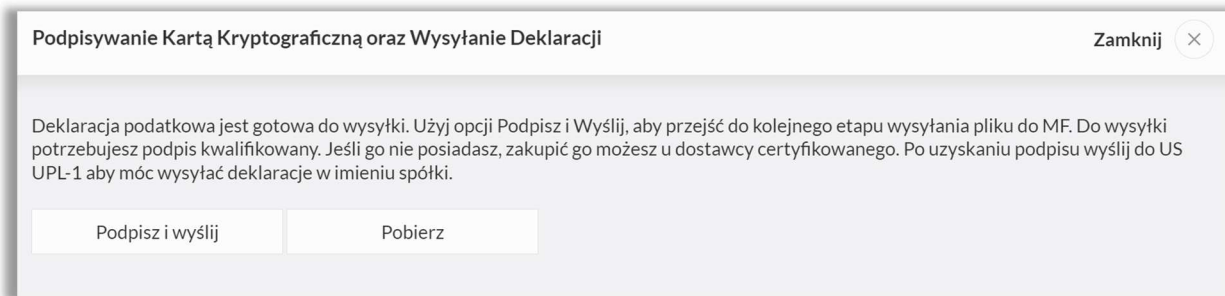 Podpisywanie Kartą Kryptograficzną oraz Wysyłanie Deklaracji
Zamknij
Deklaracja podatkowa jest gotowa do wysyłki. Użyj opcji Podpisz i Wyślij, aby przejść do kolejnego etapu wysyłania pliku do MF. Do wysyłki
potrzebujesz podpis kwalifikowany. Jeśli go nie posiadasz, zakupić go możesz u dostawcy certyfikowanego. Po uzyskaniu podpisu wyślij do US
UPL-1 aby móc wysyłać deklaracje w imieniu spółki.
Podpisz i wyślij
Pobierz